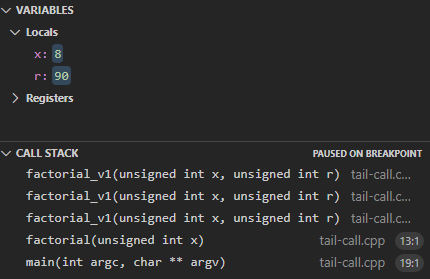 VARIABLES
Locals
x: 8
r: 90
Registers
CALL STACK PAUSED ON BREAKPOINT
factorial_v1(unsigned int x, unsigned int r) tail-call.c...
factorial_v1(unsigned int x, unsigned int r) tail-call.c...
factorial_v1(unsigned int x, unsigned int r) tail-call.c...
factorial(unsigned int x) tail-call.cpp 13:1
main(int argc, char ** argv) tail-call.cpp 19:1